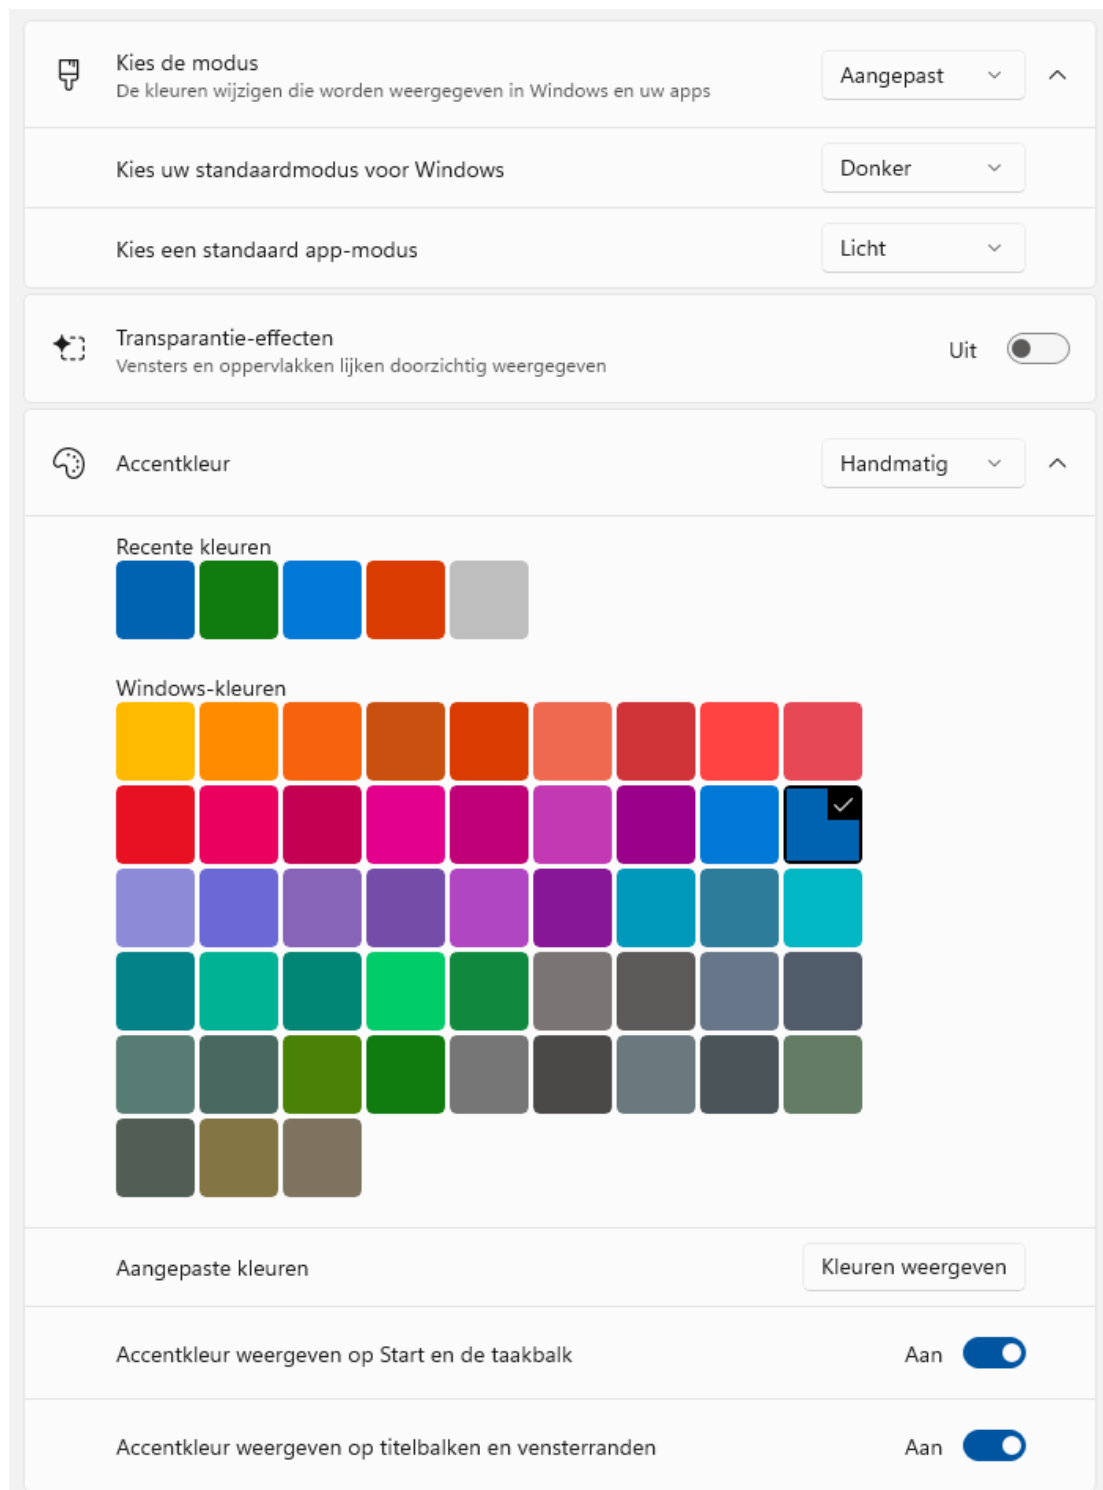 Kies de modus
De kleuren wijzigen die worden weergegeven in Windows en uw apps
Aangepast
Kies uw standaardmodus voor Windows
Donker
Kies een standaard app-modus
Licht
Transparantie-effecten
Vensters en oppervlakken lijken doorzichtig weergegeven
Uit
Accentkleur
Handmatig
Recente kleuren
Windows-kleuren
Aangepaste kleuren
Kleuren weergeven
Accentkleur weergeven op Start en de taakbalk
Aan
Accentkleur weergeven op titelbalken en vensterranden
Aan